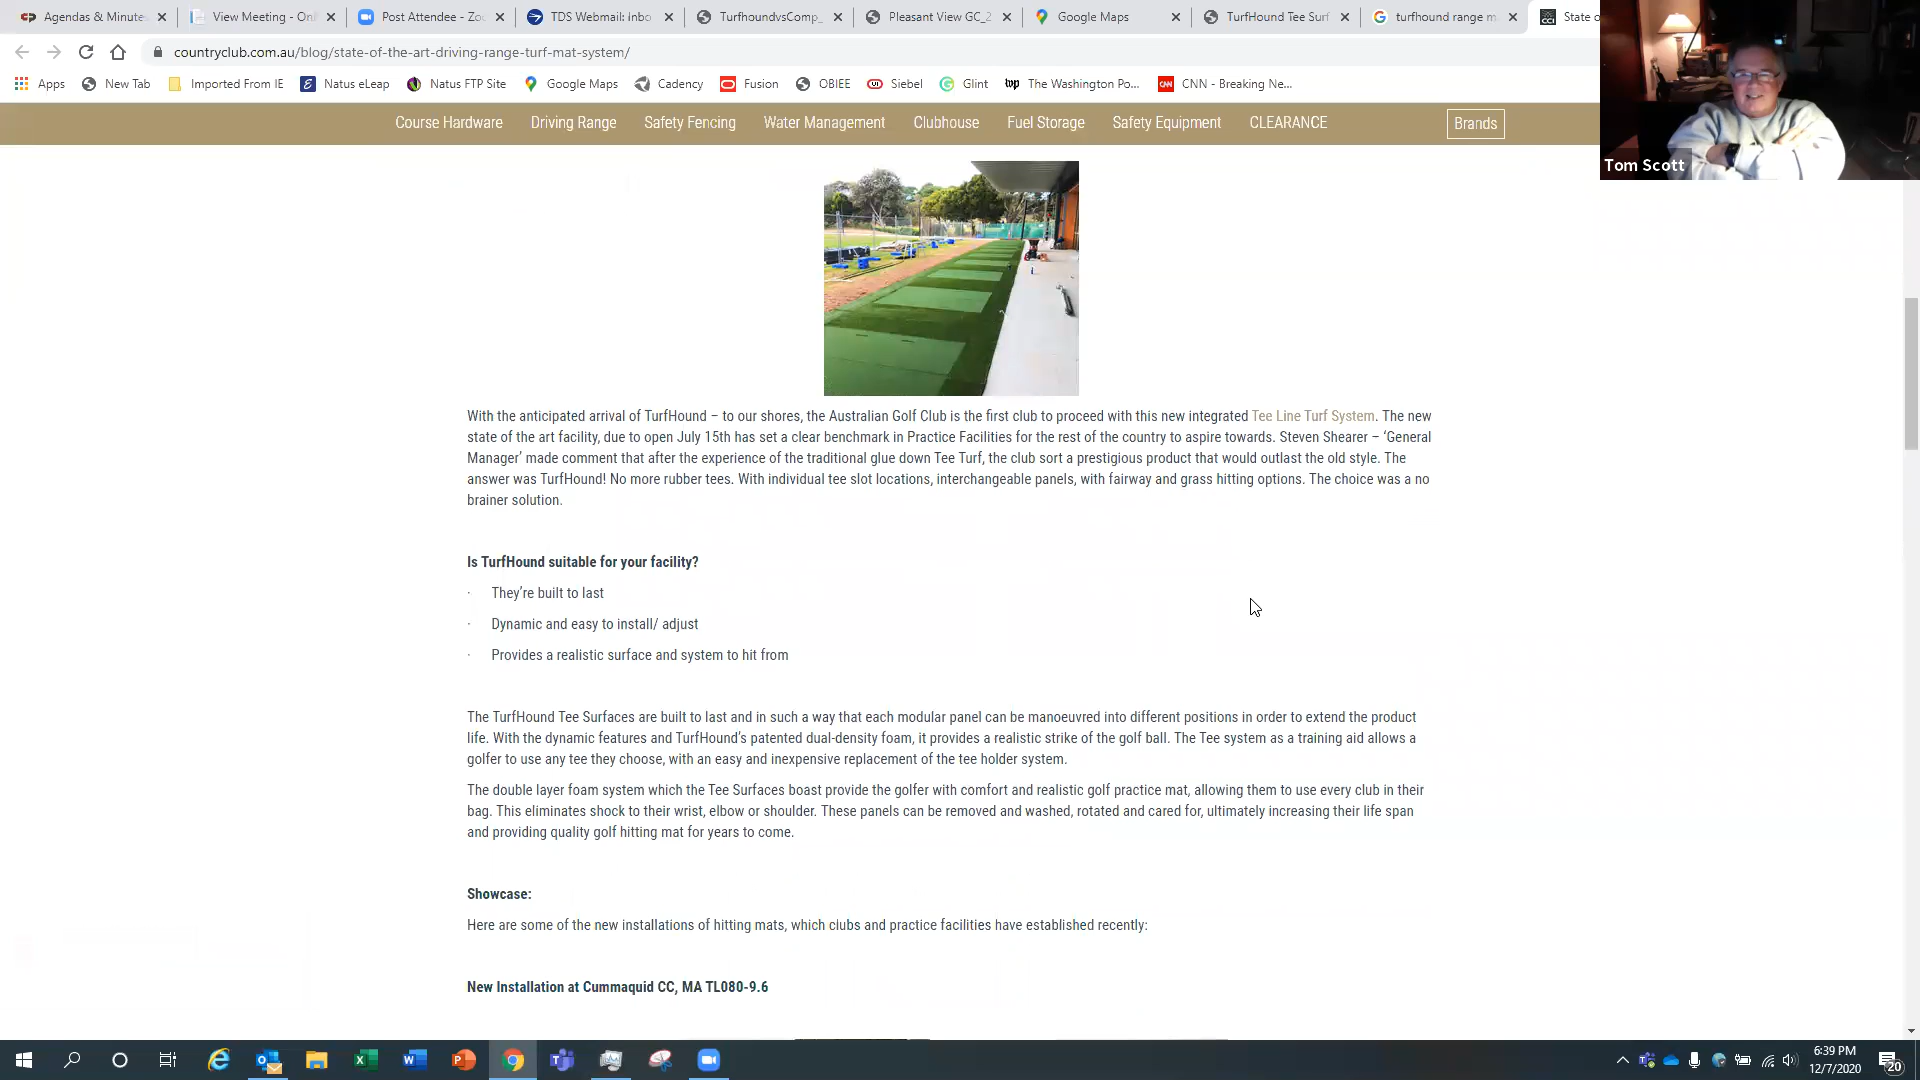 Agendas & Minutes
View Meeting - Onl
Post Attendee - Zo
TDS Webmail: inbo
TurfhoundvsComp_
Pleasant View GC_2
Google Maps
TurfHound Tee Surf
turfhound range m
State o
countryclub.com.au/blog/state-of-the-art-driving-range-turf-mat-system/
Apps New Tab Imported From IE Natus eLeap Natus FTP Site Google Maps Cadency Fusion OBIEE Siebel Glint The Washington Po... CNN - Breaking Ne...
Course Hardware Driving Range Safety Fencing Water Management Clubhouse Fuel Storage Safety Equipment CLEARANCE Brands
Tom Scott
With the anticipated arrival of TurfHound – to our shores, the Australian Golf Club is the first club to proceed with this new integrated Tee Line Turf System. The new
state of the art facility, due to open July 15th has set a clear benchmark in Practice Facilities for the rest of the country to aspire towards. Steven Shearer – ‘General
Manager’ made comment that after the experience of the traditional glue down Tee Turf, the club sort a prestigious product that would outlast the old style. The
answer was TurfHound! No more rubber tees. With individual tee slot locations, interchangeable panels, with fairway and grass hitting options. The choice was a no
brainer solution.
Is TurfHound suitable for your facility?
· They’re built to last
· Dynamic and easy to install/ adjust
· Provides a realistic surface and system to hit from
The TurfHound Tee Surfaces are built to last and in such a way that each modular panel can be manoeuvred into different positions in order to extend the product
life. With the dynamic features and TurfHound’s patented dual-density foam, it provides a realistic strike of the golf ball. The Tee system as a training aid allows a
golfer to use any tee they choose, with an easy and inexpensive replacement of the tee holder system.
The double layer foam system which the Tee Surfaces boast provide the golfer with comfort and realistic golf practice mat, allowing them to use every club in their
bag. This eliminates shock to their wrist, elbow or shoulder. These panels can be removed and washed, rotated and cared for, ultimately increasing their life span
and providing quality golf hitting mat for years to come.
Showcase:
Here are some of the new installations of hitting mats, which clubs and practice facilities have established recently:
New Installation at Cummaquid CC, MA TL080-9.6
6:39 PM
12/7/2020
20